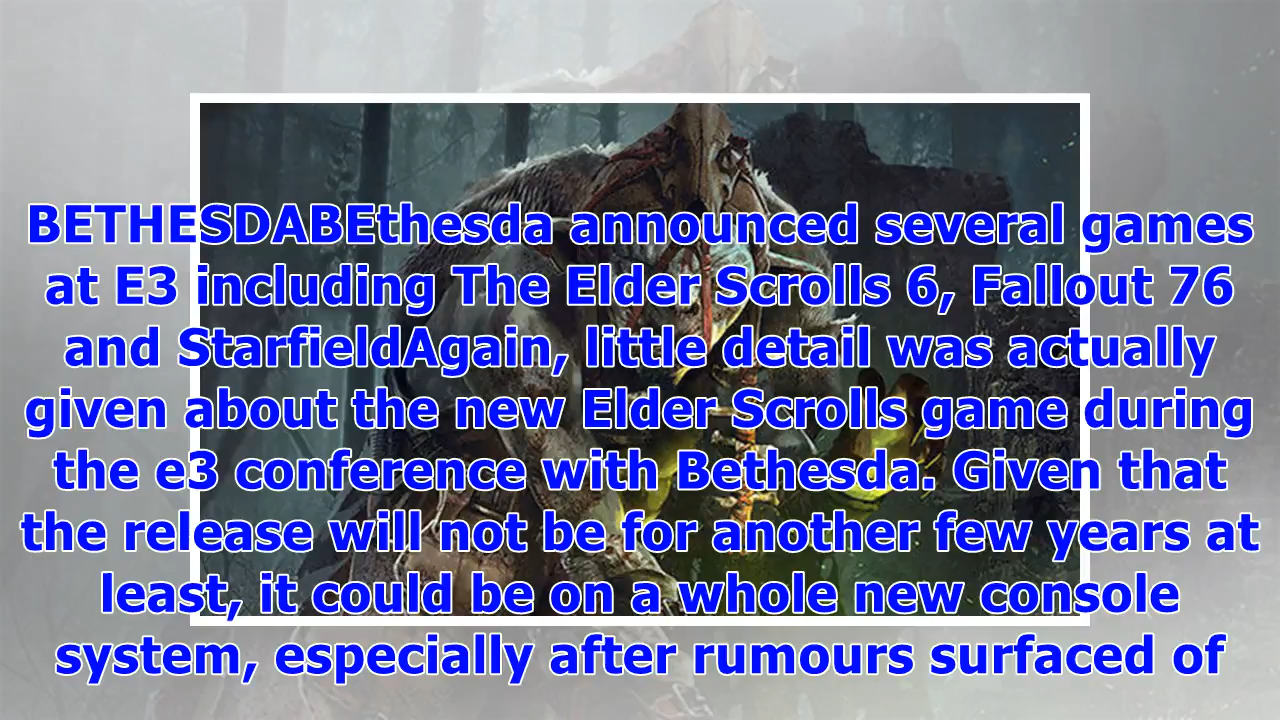 BETHESDABEthesda announced several games
at E3 including The Elder Scrolls 6, Fallout 76
and StarfieldAgain, little detail was actually
given about the new Elder Scrolls game during
the e3 conference with Bethesda. Given that
the release will not be for another few years at
least, it could be on a whole new console
system, especially after rumours surfaced of